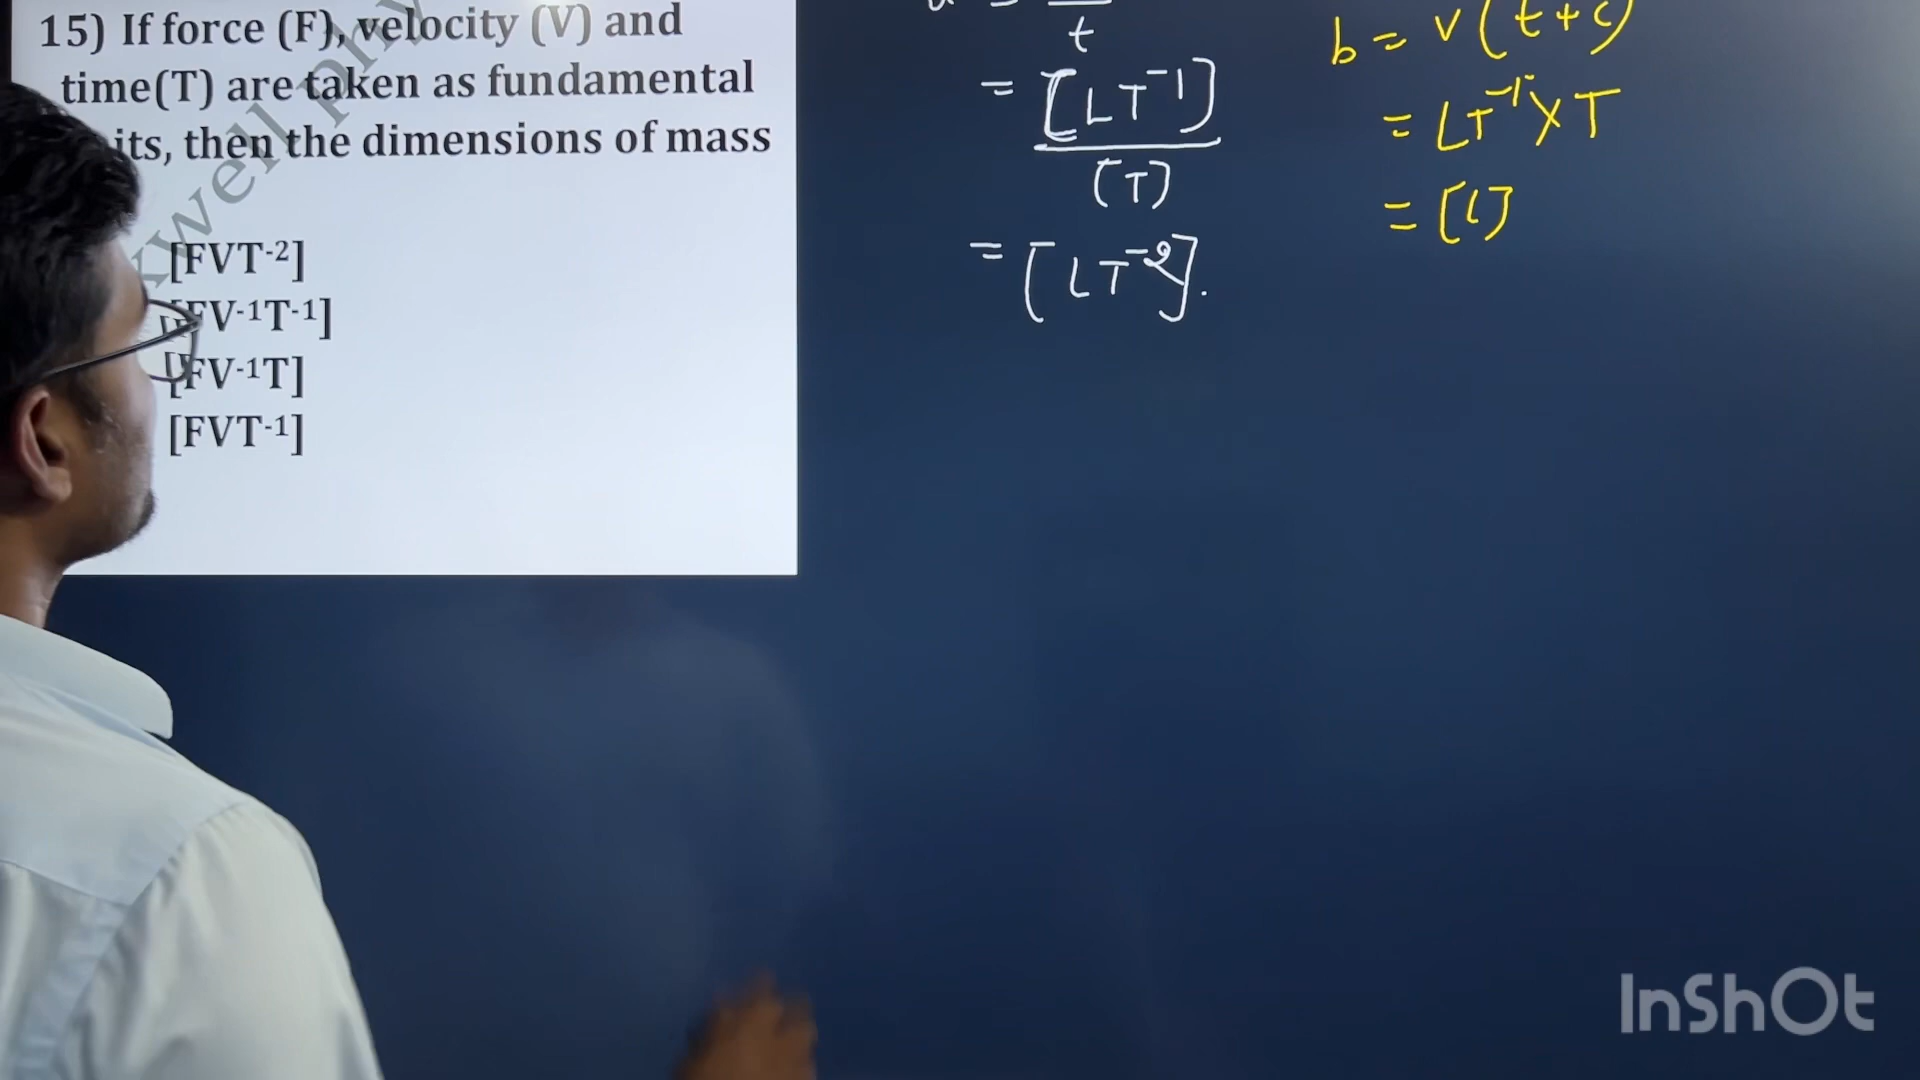 15) If force (F), velocity (V) and
time(T) are taken as fundamental
its, then the dimensions of mass
[FVT-2]
[FV-1T-1]
[FV-1T]
[FVT-1]
t
= [LT⁻¹]
(T)
= [LT⁻²].
b = v(t+c)
= LT⁻¹ X T
= [L]
InShOt